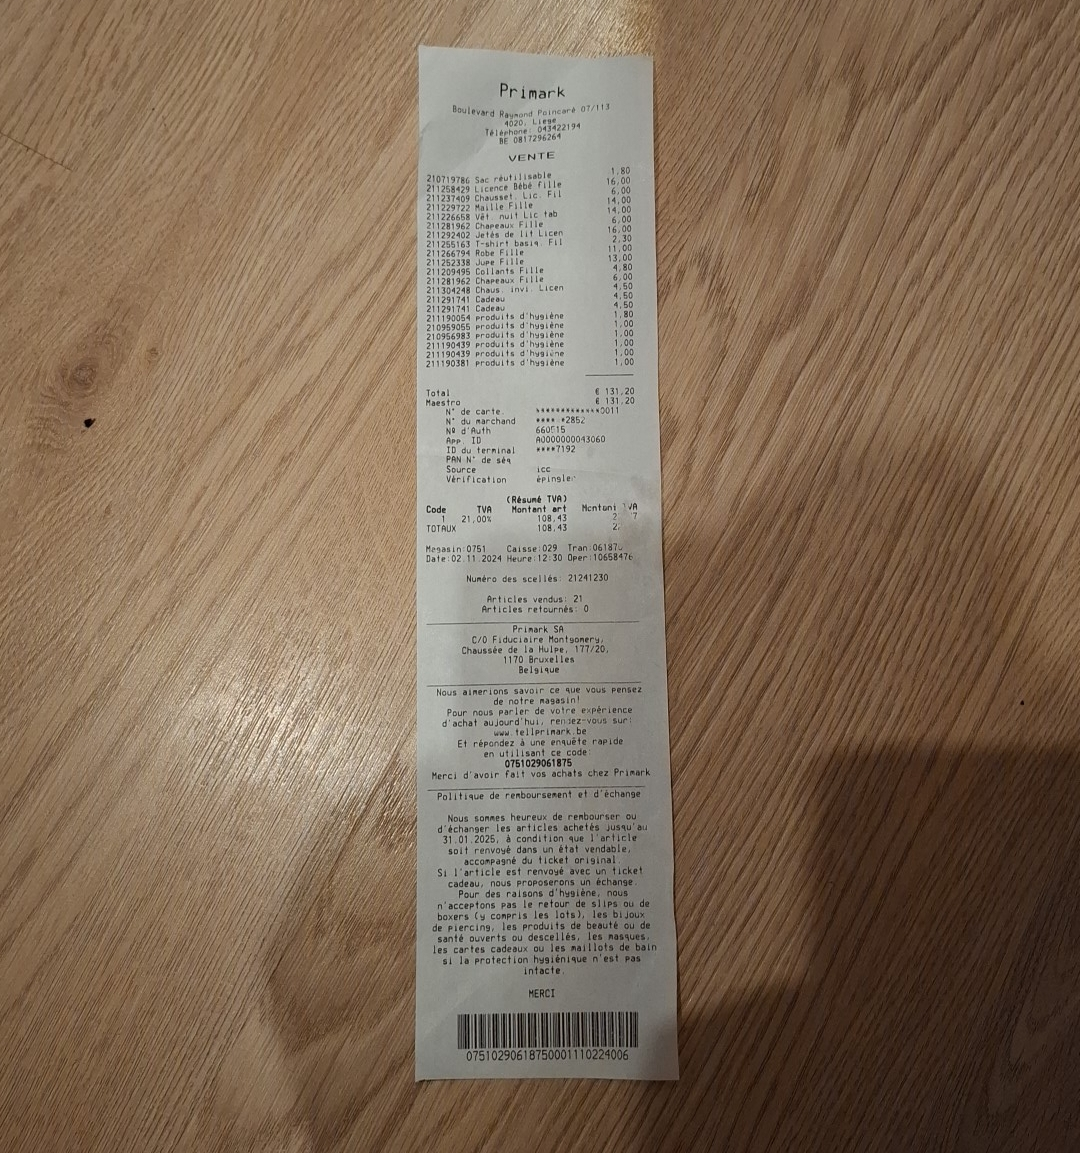 Primark
Boulevard Raymond Poincaré 07/113
4020, Liege
Téléphone: 043422194
BE 0817296264
VENTE
210719786 Sac réutilisable 1,80
211258429 Licence Bébé fille 16,00
211237409 Chausset. Lic. Fil 6,00
211229722 Maille Fille 14,00
211226658 Vêt. nuit Lic tab 14,00
211281962 Chapeaux Fille 6,00
211292402 Jetés de lit Licen 16,00
211255163 T-shirt basiq. Fil 2,30
211266794 Robe Fille 11,00
211252338 Jupe Fille 13,00
211209495 Collants Fille 4,80
211281962 Chapeaux Fille 6,00
211304248 Chaus. invi. Licen 4,50
211291741 Cadeau 4,50
211291741 Cadeau 4,50
211190054 produits d'hygiène 1,80
210959055 produits d'hygiène 1,00
210956983 produits d'hygiène 1,00
211190439 produits d'hygiène 1,00
211190439 produits d'hygiène 1,00
211190381 produits d'hygiène 1,00
Total € 131,20
Maestro € 131,20
N° de carte. ************0011
N° du marchand **** *2852
Nº d'Auth
App. ID A0000000043060
ID du terminal ****7192
PAN N° de séq
Source icc
Vérification épingler
(Résumé TVA)
Code TVA Montant art Montant TVA
1 21,00% 108,43
TOTAUX 108,43
Magasin:0751 Caisse:029
Date:02.11.2024 Heure:12:30 Oper:10658476
Numéro des scellés: 21241230
Articles vendus: 21
Articles retournés: 0
Primark SA
C/O Fiduciaire Montgomery,
Chaussée de la Hulpe, 177/20,
1170 Bruxelles
Belgique
Nous aimerions savoir ce que vous pensez
de notre magasin!
Pour nous parler de votre expérience
d'achat aujourd'hui, rendez-vous sur:
www.tellprimark.be
Et répondez à une enquête rapide
en utilisant ce code:
0751029061875
Merci d'avoir fait vos achats chez Primark
Politique de remboursement et d'échange
Nous sommes heureux de rembourser ou
d'échanger les articles achetés jusqu'au
31.01.2025, à condition que l'article
soit renvoyé dans un état vendable,
accompagné du ticket original.
Si l'article est renvoyé avec un ticket
cadeau, nous proposerons un échange.
Pour des raisons d'hygiène, nous
n'acceptons pas le retour de slips ou de
boxers (y compris les lots), les bijoux
de piercing, les produits de beauté ou de
santé ouverts ou descellés, les masques,
les cartes cadeaux ou les maillots de bain
si la protection hygiénique n'est pas
intacte.
MERCI
07510290618750001110224006